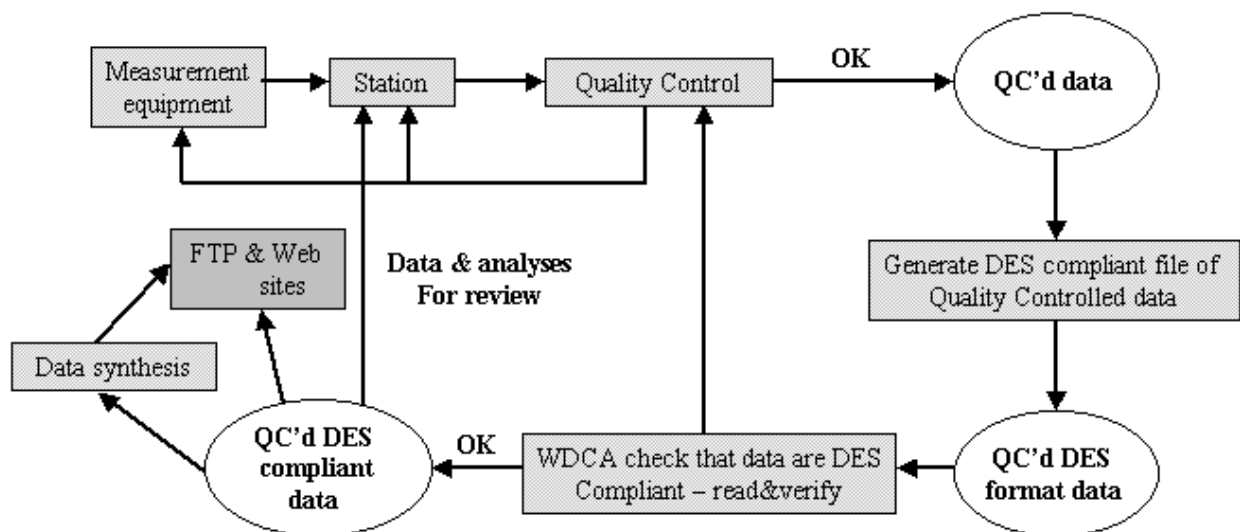 Measurement
equipment
Station
Quality Control
OK
QC’d data
FTP & Web
sites
Data & analyses
For review
Generate DES compliant file of
Quality Controlled data
Data synthesis
QC’d DES
compliant
data
OK
WDCA check that data are DES
Compliant – read&verify
QC’d DES
format data